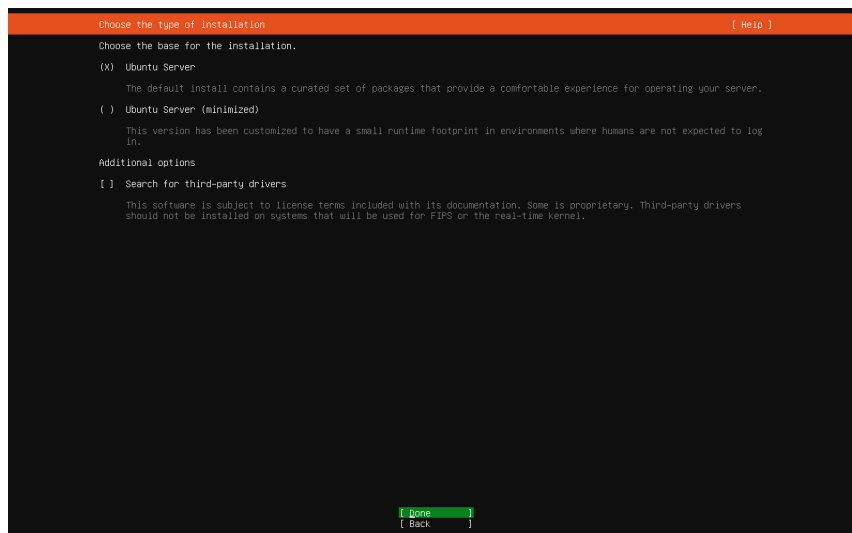 Choose the type of installation [ Help ]
Choose the base for the installation.
(X) Ubuntu Server
The default install contains a curated set of packages that provide a comfortable experience for operating your server.
( ) Ubuntu Server (minimized)
This version has been customized to have a small runtime footprint in environments where humans are not expected to log
in.
Additional options
[ ] Search for third-party drivers
This software is subject to license terms included with its documentation. Some is proprietary. Third-party drivers
should not be installed on systems that will be used for FIPS or the real-time kernel.
[ Done ]
[ Back ]